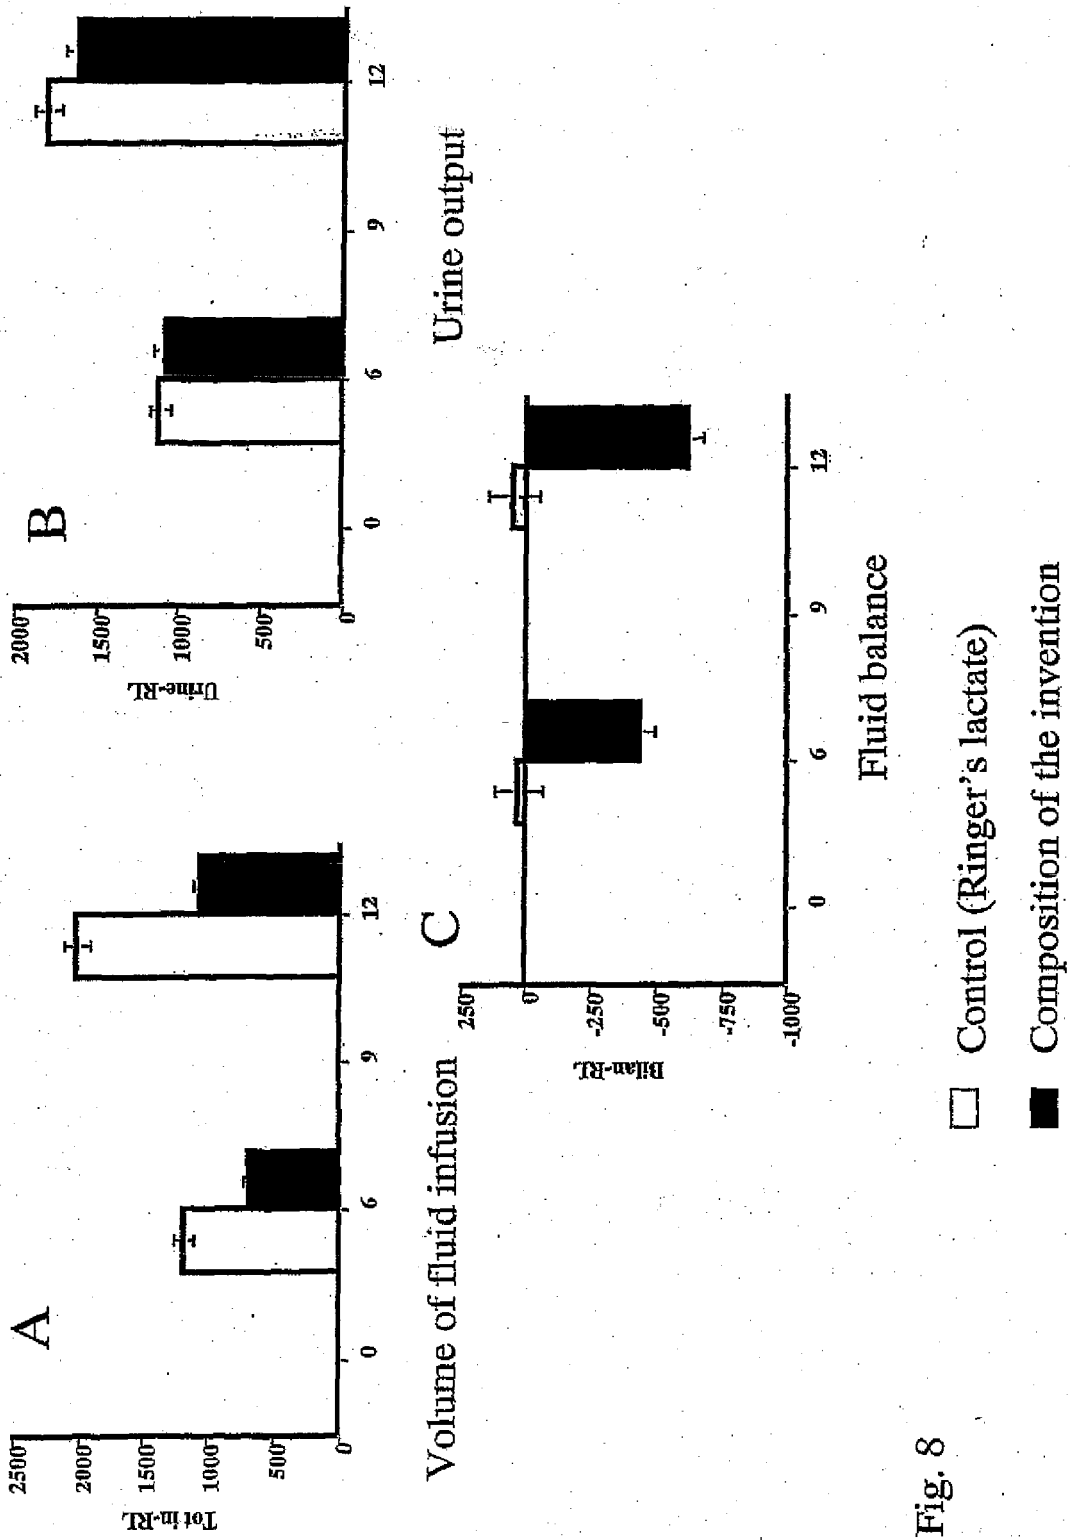 A
Tot in-RL
2500
2000
1500
1000
500
0
0
6
9
12
Volume of fluid infusion
B
Urine-RL
2000
1500
1000
500
0
0
6
9
12
Urine output
C
Bilan-RL
250
0
-250
-500
-750
-1000
0
6
9
12
Fluid balance
Control (Ringer's lactate)
Composition of the invention
Fig. 8